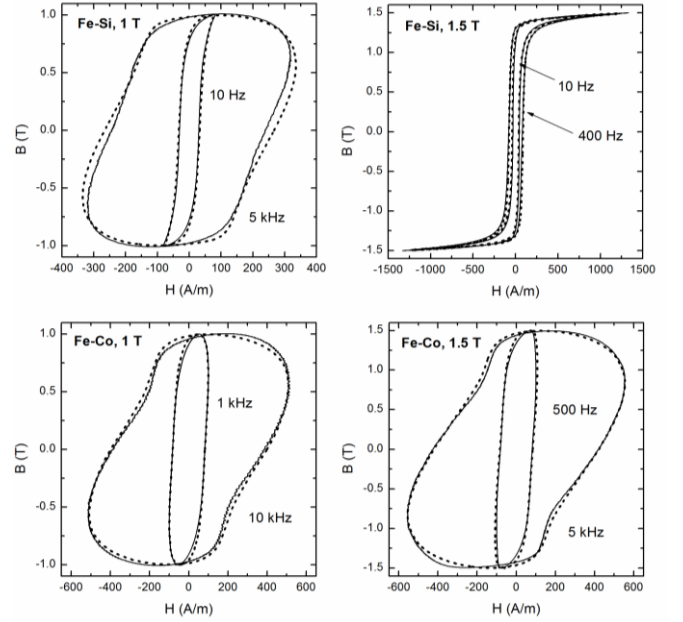 Fe-Si, 1 T
1.0
0.5
0.0
-0.5
-1.0
B (T)
10 Hz
5 kHz
-400 -300 -200 -100 0 100 200 300 400
H (A/m)
Fe-Si, 1.5 T
1.5
1.0
0.5
0.0
-0.5
-1.0
-1.5
B (T)
10 Hz
400 Hz
-1500 -1000 -500 0 500 1000 1500
H (A/m)
Fe-Co, 1 T
1.0
0.5
0.0
-0.5
-1.0
B (T)
1 kHz
10 kHz
-600 -400 -200 0 200 400 600
H (A/m)
Fe-Co, 1.5 T
1.5
1.0
0.5
0.0
-0.5
-1.0
-1.5
B (T)
500 Hz
5 kHz
-600 -400 -200 0 200 400 600
H (A/m)